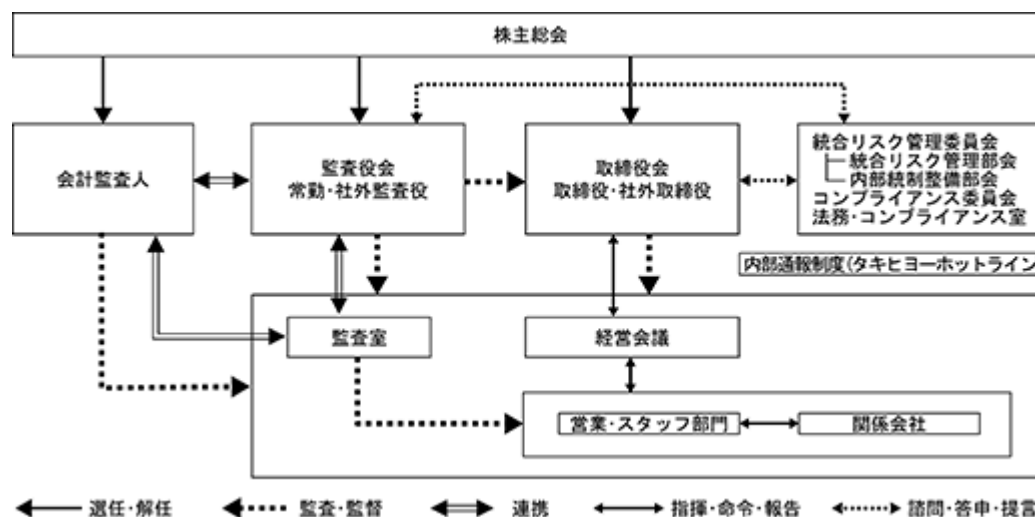 株主総会
会計監査人
監査役会
常勤・社外監査役
取締役会
取締役・社外取締役
統合リスク管理委員会
統合リスク管理部会
内部統制整備部会
コンプライアンス委員会
法務・コンプライアンス室
内部通報制度(タキヒヨーホットライン
監査室
経営会議
営業・スタッフ部門
関係会社
選任・解任
監査・監督
連携
指揮・命令・報告
諮問・答申・提言